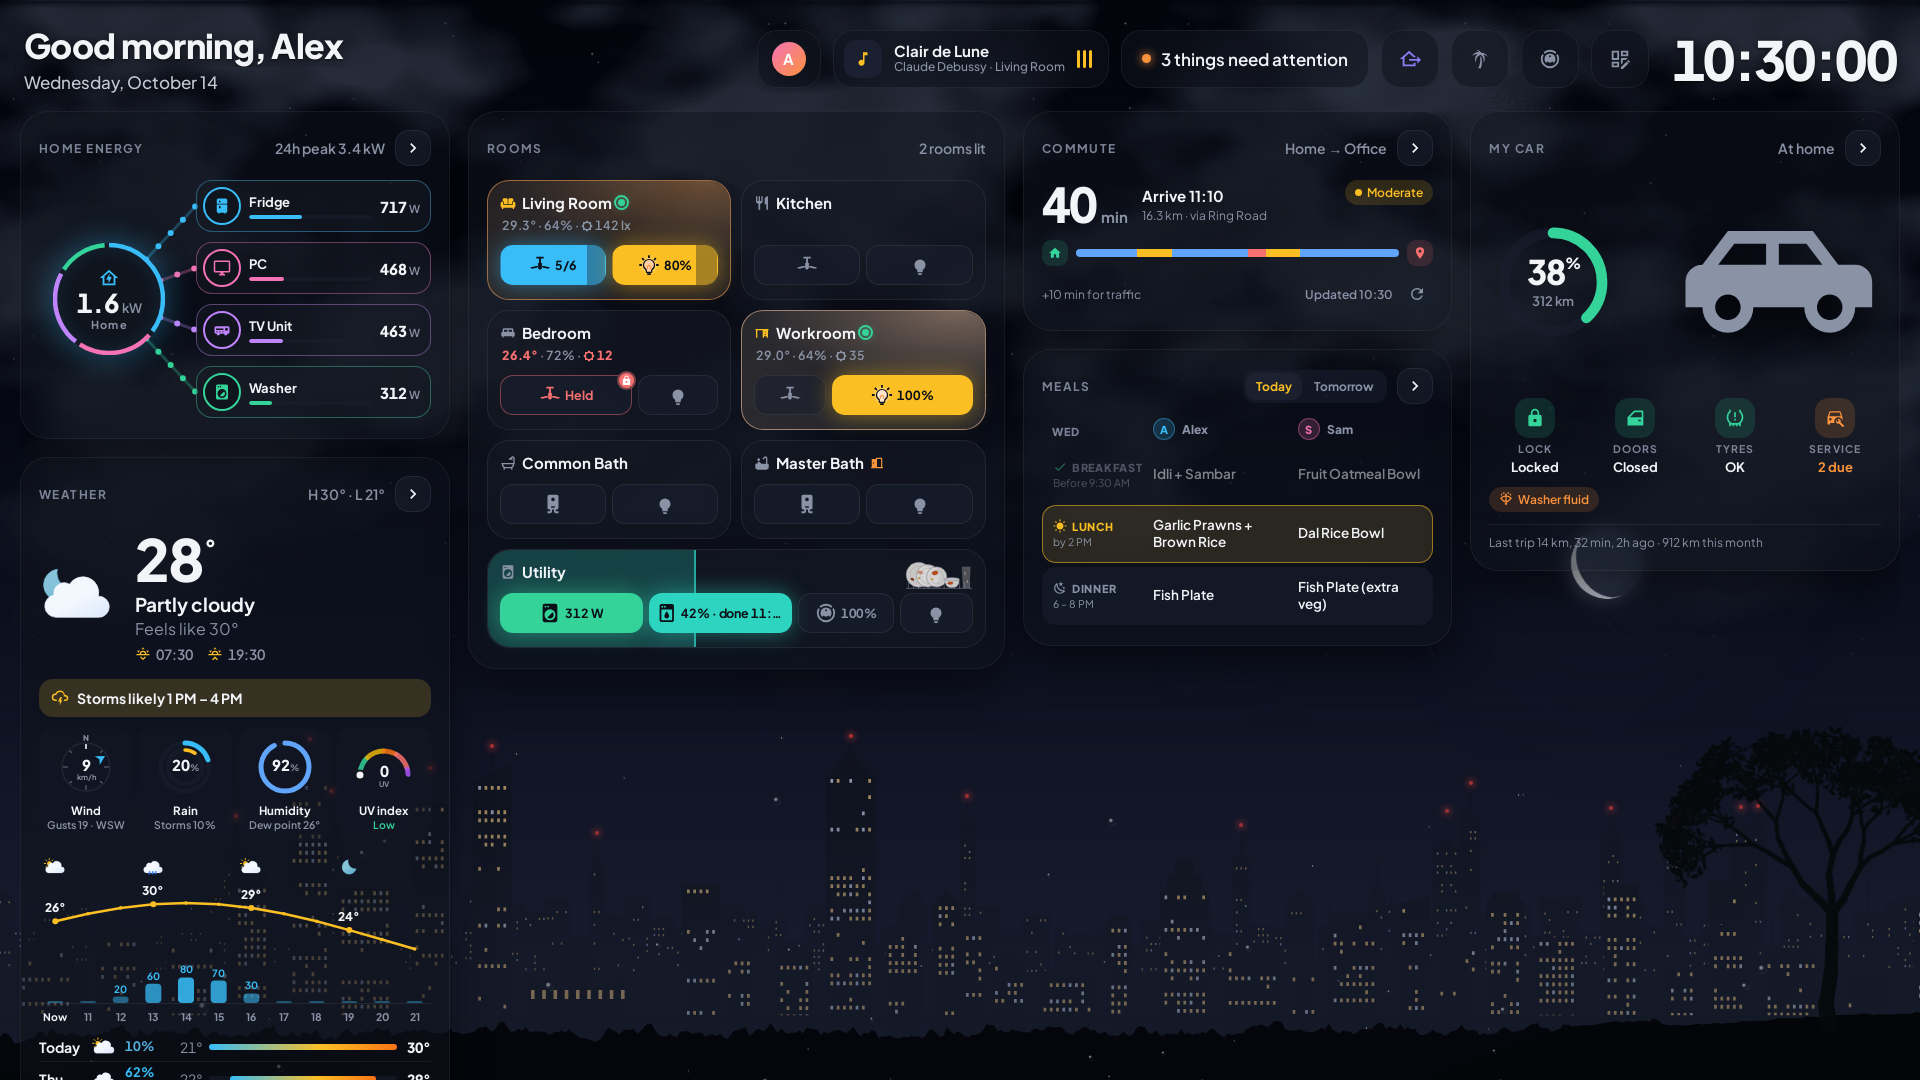 Good morning, Alex
Wednesday, October 14
A
Clair de Lune
Claude Debussy · Living Room
3 things need attention
10:30:00
HOME ENERGY
24h peak 3.4 kW
1.6 kW
Home
Fridge
717 W
PC
468 W
TV Unit
463 W
Washer
312 W
WEATHER
H 30° · L 21°
28°
Partly cloudy
Feels like 30°
07:30
19:30
Storms likely 1 PM – 4 PM
N
9
km/h
Wind
Gusts 19 · WSW
20%
Rain
Storms 10%
92%
Humidity
Dew point 26°
0
UV
UV index
Low
26°
30°
29°
24°
20
60
80
70
30
Now 11 12 13 14 15 16 17 18 19 20 21
Today 10% 21° 30°
Thu 62% 22° 29°
ROOMS
2 rooms lit
Living Room
29.3° · 64% · 142 lx
5/6
80%
Kitchen
Bedroom
26.4° · 72% · 12
Held
Workroom
29.0° · 64% · 35
100%
Common Bath
Master Bath
Utility
312 W
42% · done 11:...
100%
COMMUTE
Home → Office
40 min
Arrive 11:10
16.3 km · via Ring Road
Moderate
+10 min for traffic
Updated 10:30
MEALS
Today
Tomorrow
WED
A Alex
S Sam
BREAKFAST
Before 9:30 AM
Idli + Sambar
Fruit Oatmeal Bowl
LUNCH
by 2 PM
Garlic Prawns +
Brown Rice
Dal Rice Bowl
DINNER
6 – 8 PM
Fish Plate
Fish Plate (extra
veg)
MY CAR
At home
38%
312 km
LOCK
Locked
DOORS
Closed
TYRES
OK
SERVICE
2 due
Washer fluid
Last trip 14 km, 32 min, 2h ago · 912 km this month